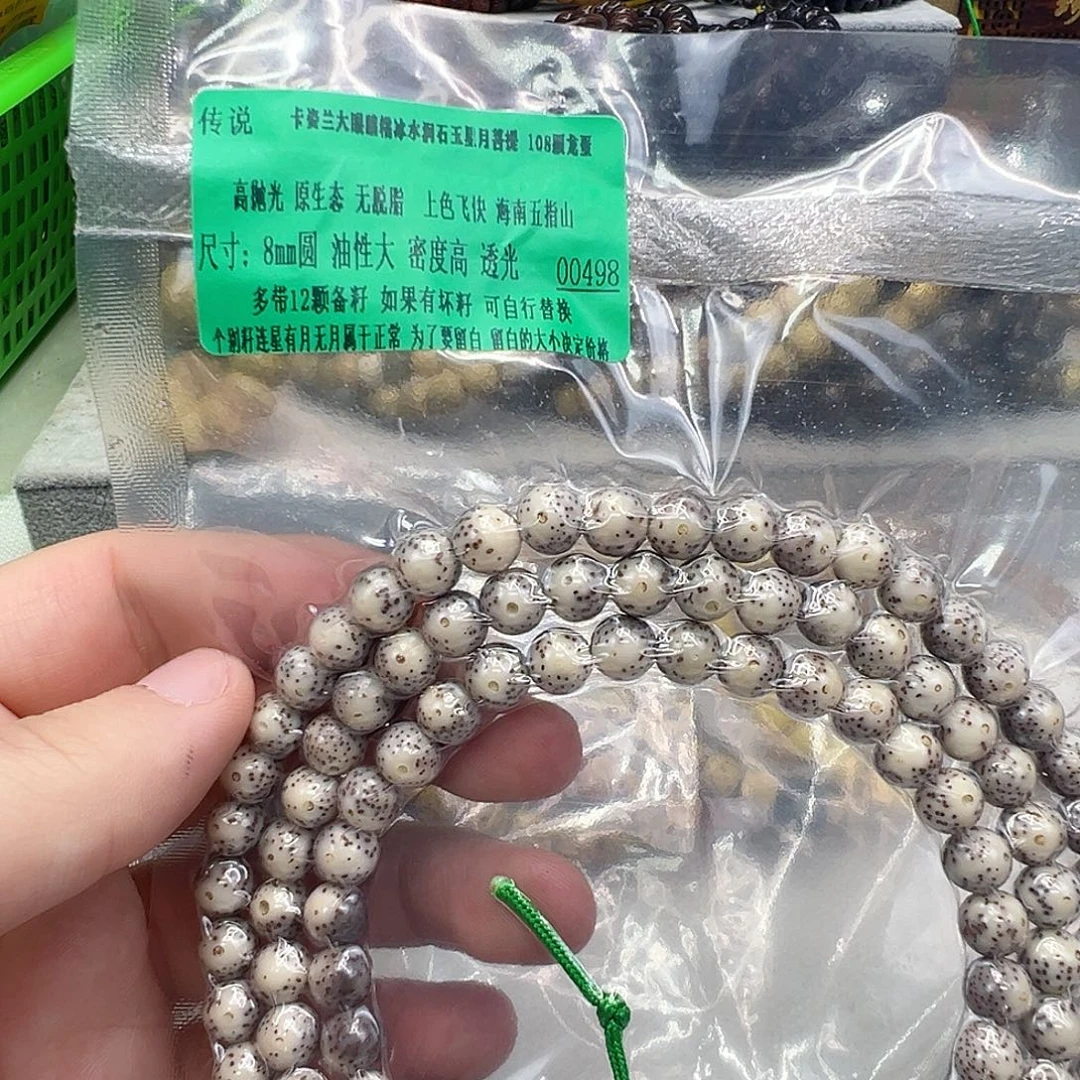 传说 卡姿兰大眼睛糯冰水润石玉星月菩提 108颗龙蛋
高抛光 原生态 无脱脂 上色飞快 海南五指山
尺寸: 8mm圆 油性大 密度高 透光 00498
多带12颗备籽 如果有坏籽 可自行替换
个别籽连星有月无月属于正常 为了要留白 留白的大小决定价格